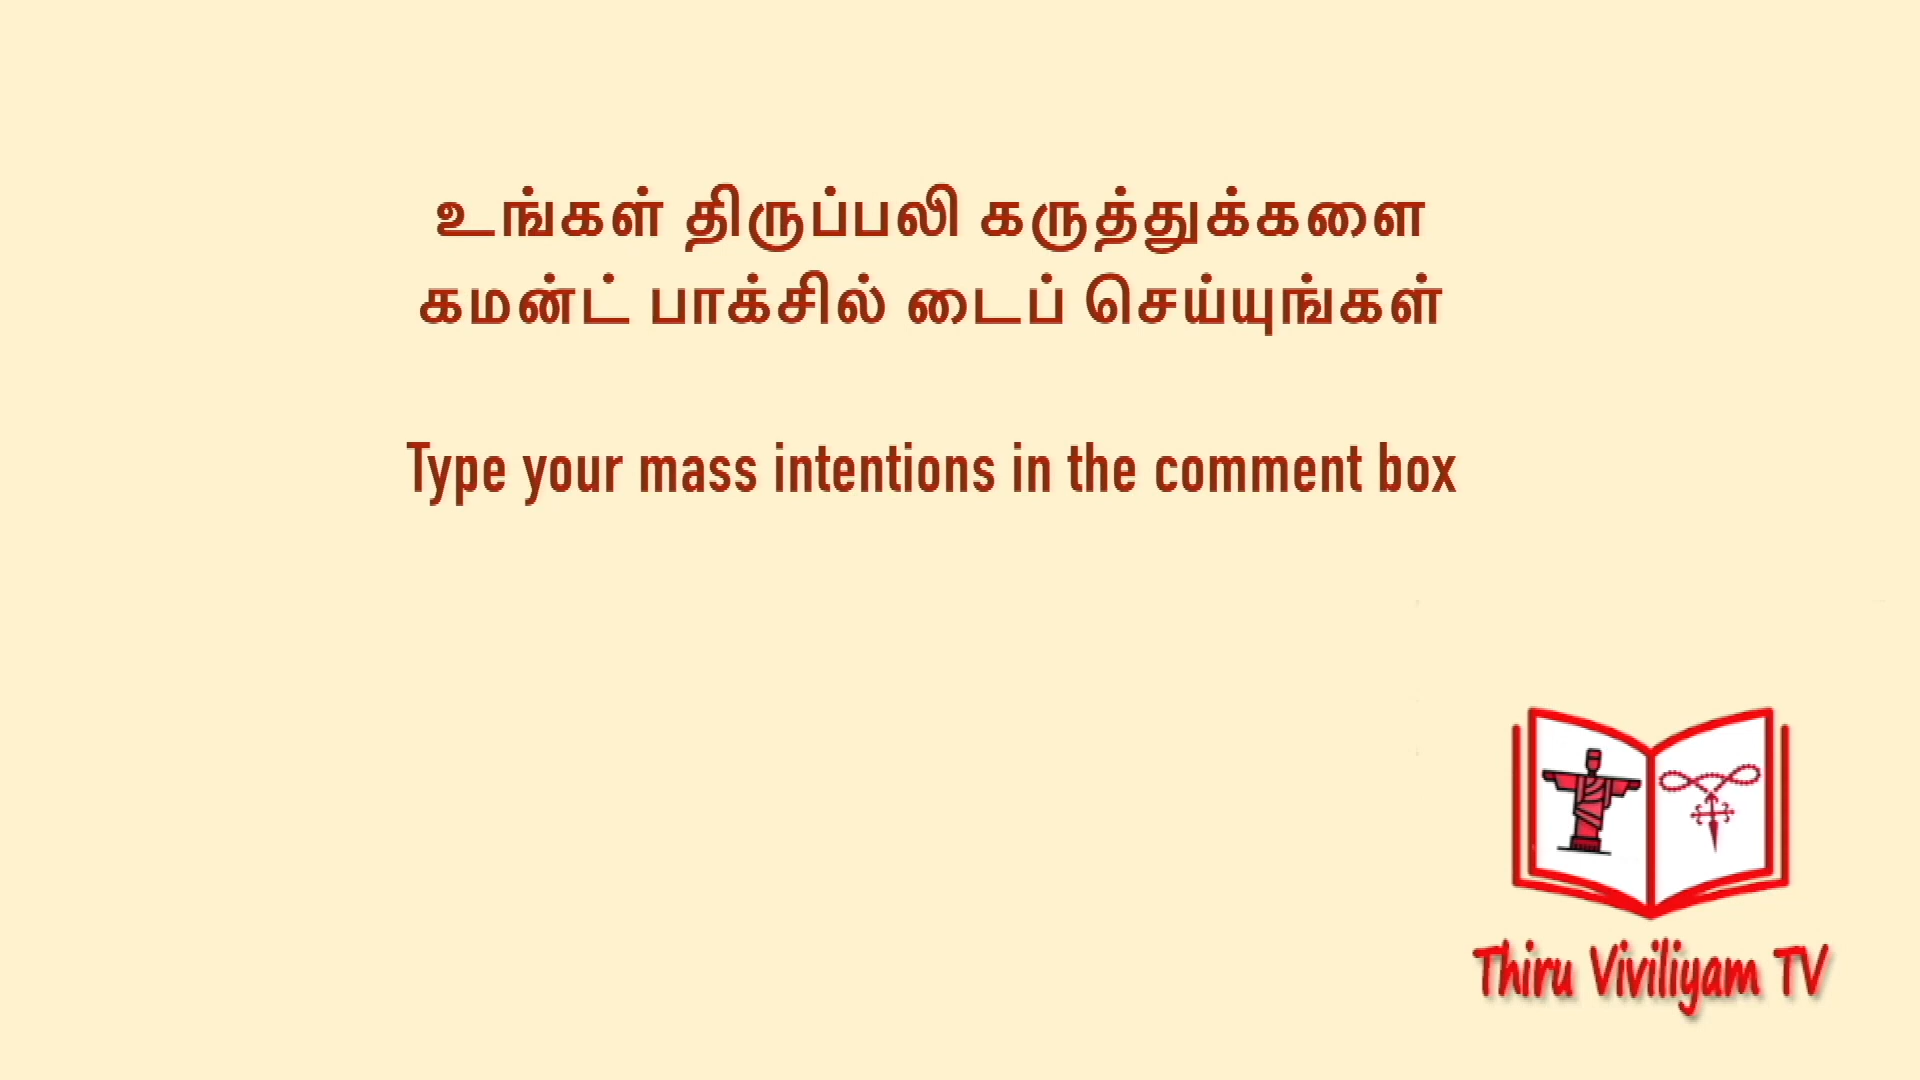 உங்கள் திருப்பலி கருத்துக்களை
கமன்ட் பாக்சில் டைப் செய்யுங்கள்
Type your mass intentions in the comment box
Thiru Viviliyam TV